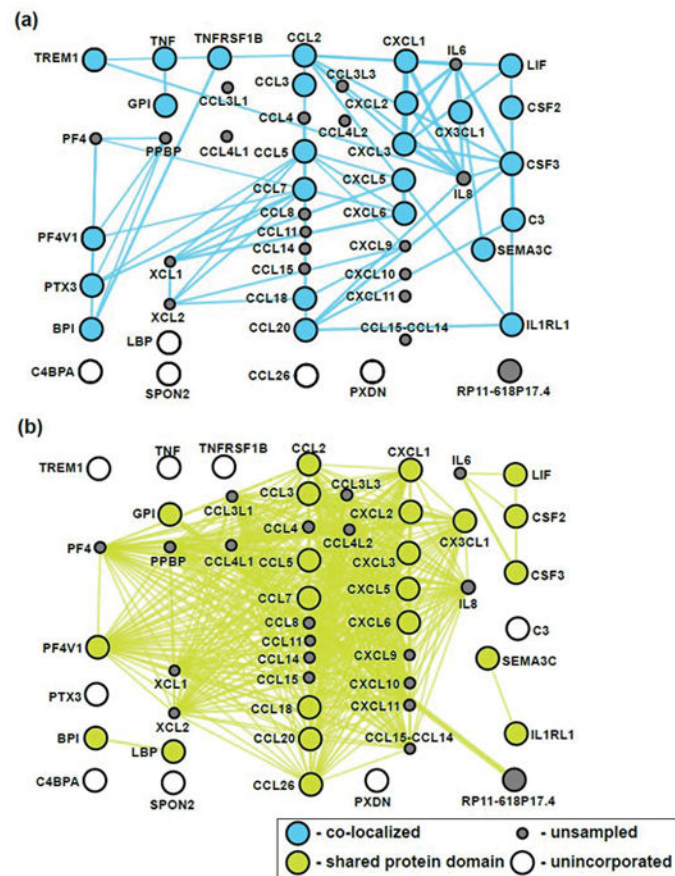 (a)
TREM1 TNF TNFRSF1B CCL2 CXCL1 IL6 LIF
GPI CCL3L1 CCL3 CCL3L3 CXCL2 CX3CL1 CSF2
PF4 PPBP CCL4L1 CCL4 CCL4L2 CXCL3 CSF3
CCL5 CXCL5 IL8
CCL7 CXCL6
PF4V1 CCL8 C3
CCL11 CXCL9 SEMA3C
XCL1 CCL14
PTX3 CCL15 CXCL10
XCL2 CCL18 CXCL11
BPI LBP CCL20 CCL15-CCL14 IL1RL1
C4BPA SPON2 CCL26 PXDN RP11-618P17.4
(b)
TREM1 TNF TNFRSF1B CCL2 CXCL1 IL6 LIF
GPI CCL3L1 CCL3 CCL3L3 CXCL2 CX3CL1 CSF2
PF4 PPBP CCL4L1 CCL4 CCL4L2 CXCL3 CSF3
CCL5 CXCL5 IL8
CCL7 CXCL6
PF4V1 CCL8 C3
CCL11 CXCL9 SEMA3C
XCL1 CCL14
PTX3 CCL15 CXCL10
XCL2 CCL18 CXCL11
BPI LBP CCL20 CCL15-CCL14 IL1RL1
C4BPA SPON2 CCL26 PXDN RP11-618P17.4
- co-localized - unsampled
- shared protein domain - unincorporated